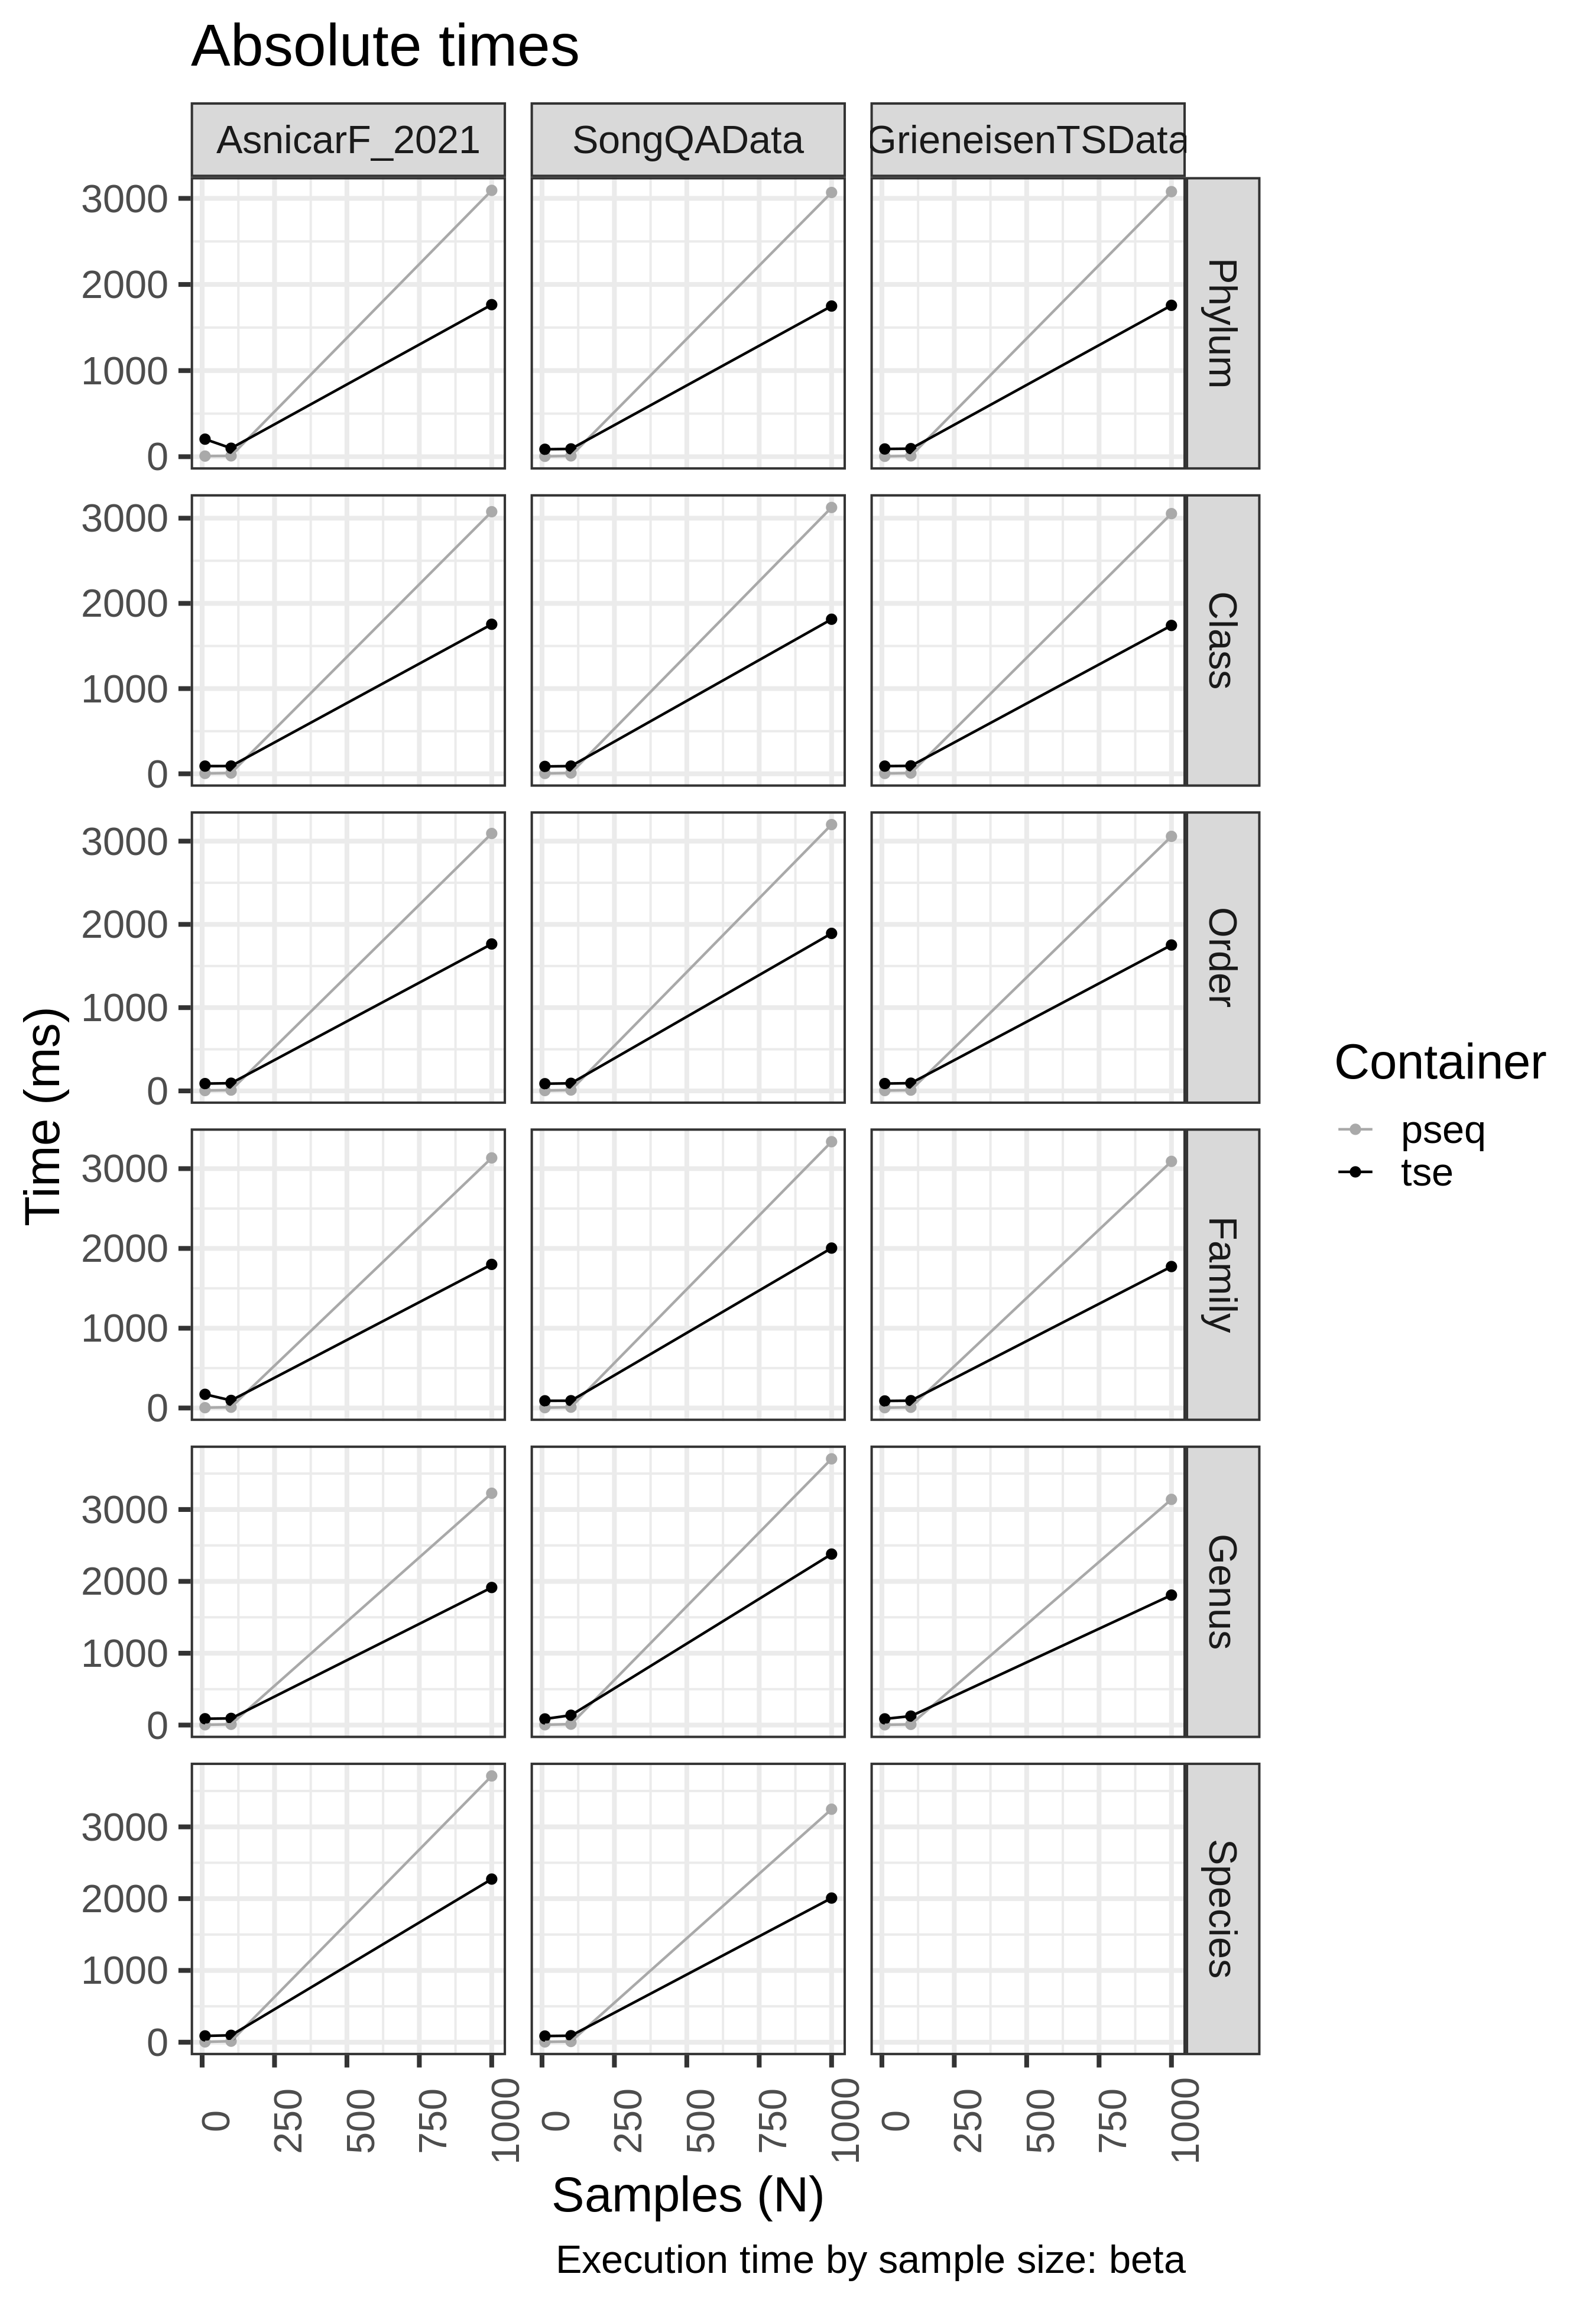 Absolute times
AsnicarF_2021
SongQAData
GrieneisenTSData
3000
2000
1000
0
Phylum
3000
2000
1000
0
Class
3000
2000
1000
0
Order
3000
2000
1000
0
Family
3000
2000
1000
0
Genus
3000
2000
1000
0
Species
0
250
500
750
1000
0
250
500
750
1000
0
250
500
750
1000
Time (ms)
Samples (N)
Container
pseq
tse
Execution time by sample size: beta